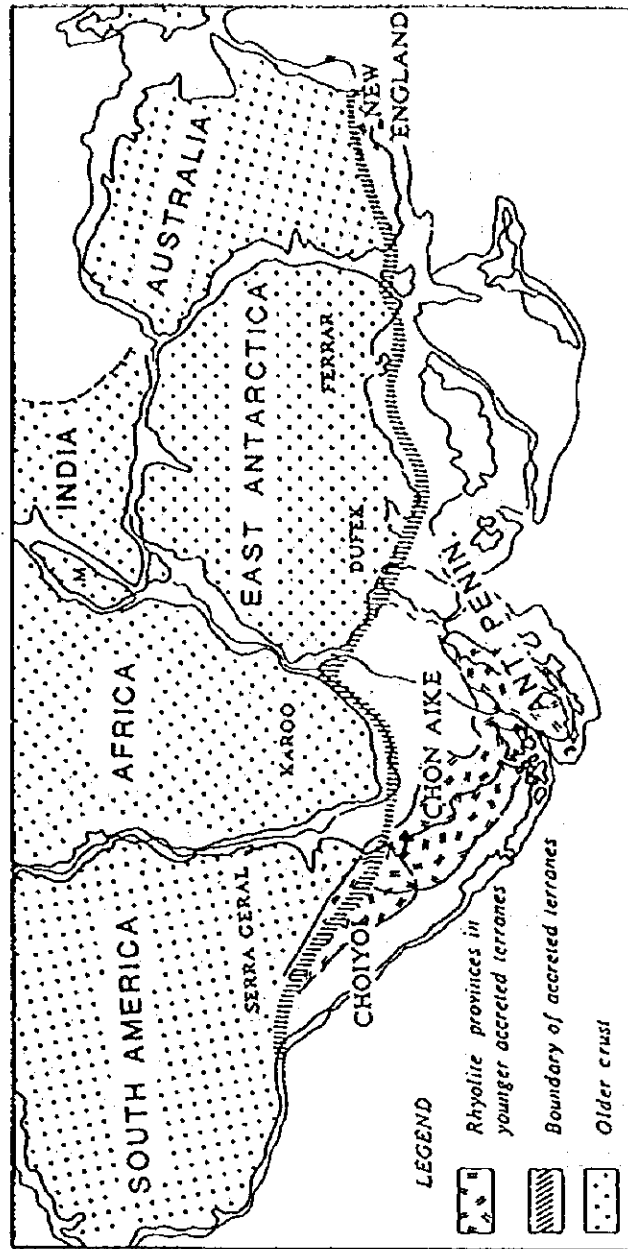 SOUTH AMERICA
AFRICA
INDIA
M
AUSTRALIA
EAST ANTARCTICA
SERRA GERAL
KAROO
DUFEK
FERRAR
NEW
ENGLAND
CHOIYOI
CHON AIKE
ANT PENIN
LEGEND
Rhyolite provinces in
younger accreted terranes
Boundary of accreted terranes
Older crust